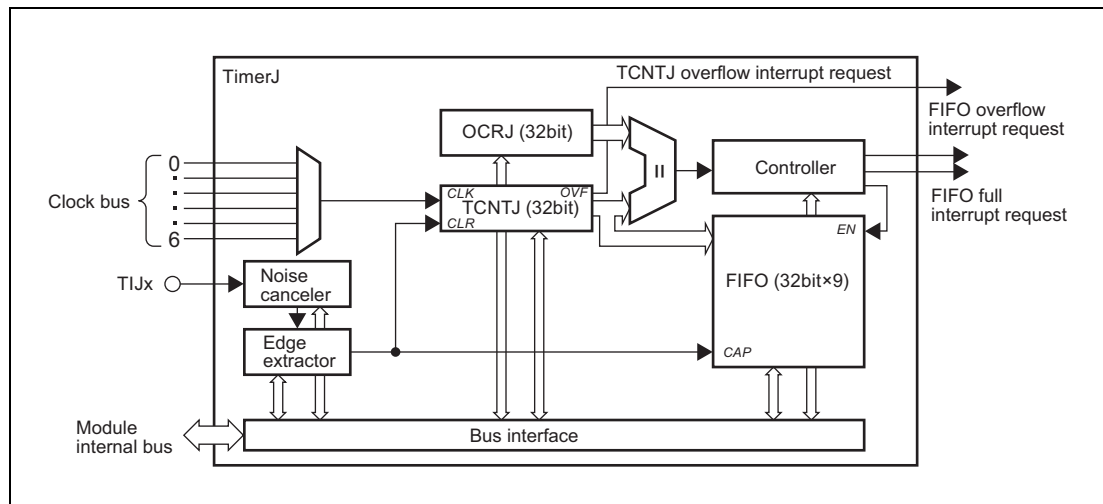 TimerJ
TCNTJ overflow interrupt request
FIFO overflow
interrupt request
OCRJ (32bit)
=
Controller
FIFO full
interrupt request
Clock bus
0
6
CLK
OVF
TCNTJ (32bit)
CLR
EN
FIFO (32bit×9)
CAP
TIJx
Noise
canceler
Edge
extractor
Module
internal bus
Bus interface